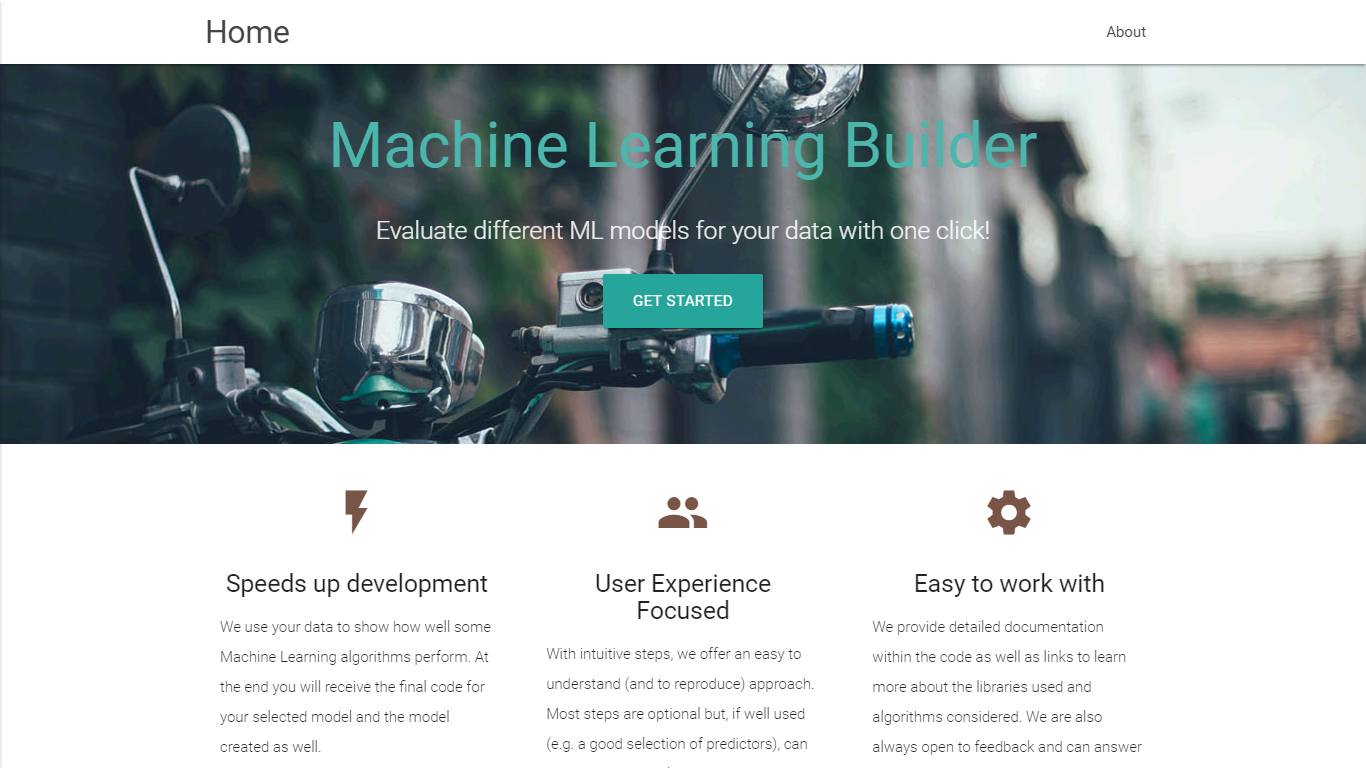 Home
About
Machine Learning Builder
Evaluate different ML models for your data with one click!
GET STARTED
Speeds up development
We use your data to show how well some
Machine Learning algorithms perform. At
the end you will receive the final code for
your selected model and the model
created as well.
User Experience
Focused
With intuitive steps, we offer an easy to
understand (and to reproduce) approach.
Most steps are optional but, if well used
(e.g. a good selection of predictors), can
Easy to work with
We provide detailed documentation
within the code as well as links to learn
more about the libraries used and
algorithms considered. We are also
always open to feedback and can answer